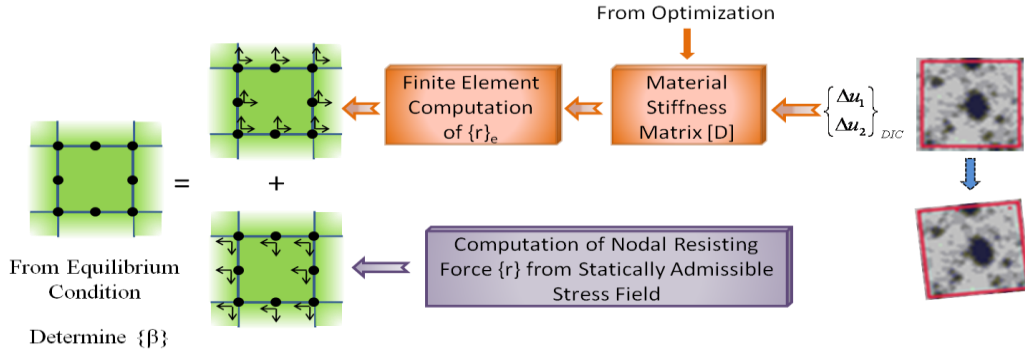 From Optimization
Finite Element
Computation
of {r}e
Material
Stiffness
Matrix [D]
{Δu1
Δu2}DIC
=
+
From Equilibrium
Condition
Determine {β}
Computation of Nodal Resisting
Force {r} from Statically Admissible
Stress Field